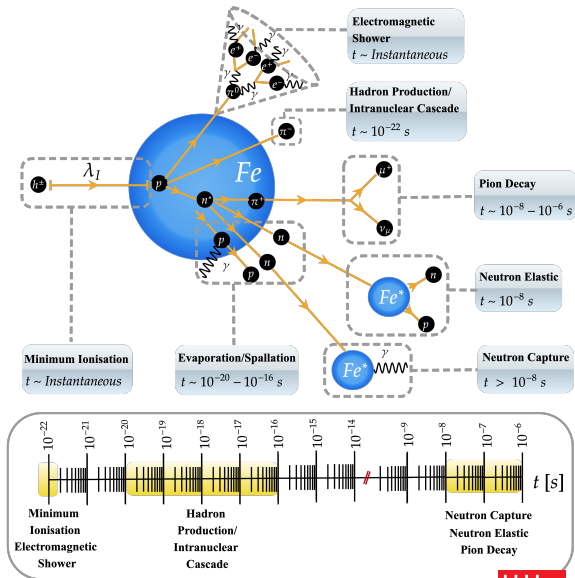 Electromagnetic
Shower
t ~ Instantaneous
Hadron Production/
Intranuclear Cascade
t ~ 10⁻²² s
Pion Decay
t ~ 10⁻⁸ − 10⁻⁶ s
Neutron Elastic
t ~ 10⁻⁸ s
Neutron Capture
t > 10⁻⁸ s
Minimum Ionisation
t ~ Instantaneous
Evaporation/Spallation
t ~ 10⁻²⁰ − 10⁻¹⁶ s
e⁺
e⁻
e⁺
e⁻
γ
γ
γ
γ
γ
π⁰
π⁻
h±
λ_I
p
Fe
n*
π⁺
μ⁺
ν_μ
p
γ
p
n
n
Fe*
n
p
Fe*
γ
10⁻²²
10⁻²¹
10⁻²⁰
10⁻¹⁹
10⁻¹⁸
10⁻¹⁷
10⁻¹⁶
10⁻¹⁵
10⁻¹⁴
10⁻⁹
10⁻⁸
10⁻⁷
10⁻⁶
t [s]
Minimum
Ionisation
Electromagnetic
Shower
Hadron
Production/
Intranuclear
Cascade
Neutron Capture
Neutron Elastic
Pion Decay